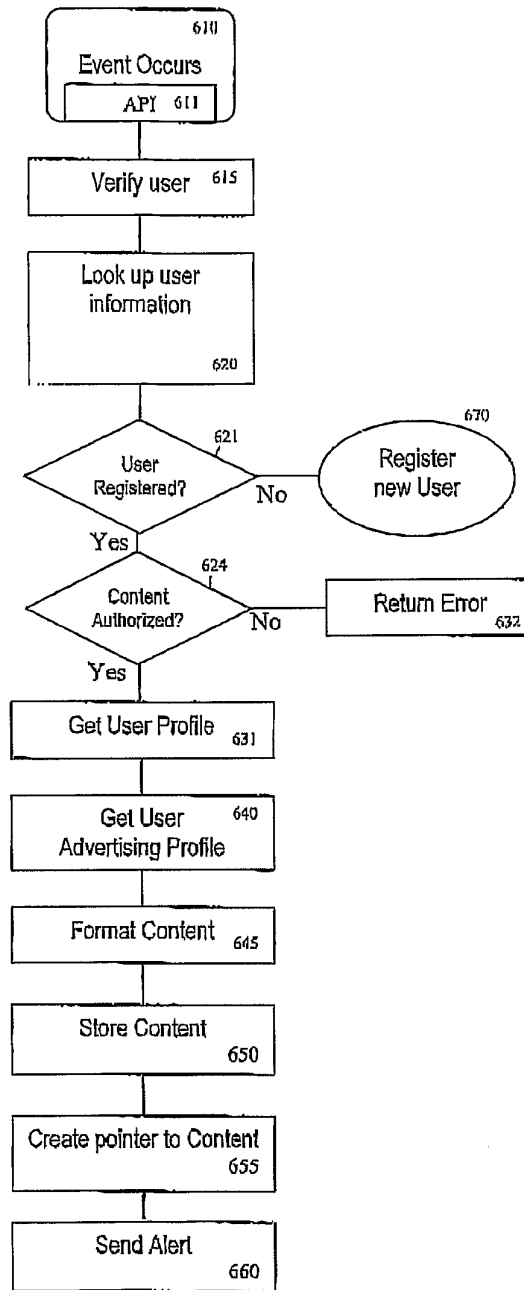 610
Event Occurs
API 611
Verify user 615
Look up user
information
620
621
User
Registered?
No
670
Register
new User
Yes
624
Content
Authorized?
No
Return Error
632
Yes
Get User Profile 631
Get User 640
Advertising Profile
Format Content 645
Store Content
650
Create pointer to Content
655
Send Alert
660